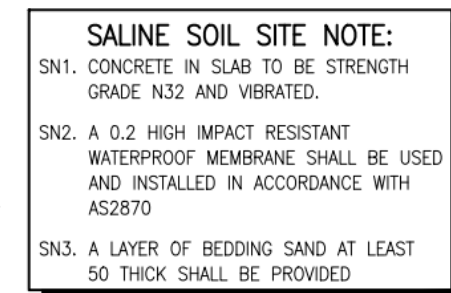 SALINE SOIL SITE NOTE:
SN1. CONCRETE IN SLAB TO BE STRENGTH
GRADE N32 AND VIBRATED.
SN2. A 0.2 HIGH IMPACT RESISTANT
WATERPROOF MEMBRANE SHALL BE USED
AND INSTALLED IN ACCORDANCE WITH
AS2870
SN3. A LAYER OF BEDDING SAND AT LEAST
50 THICK SHALL BE PROVIDED